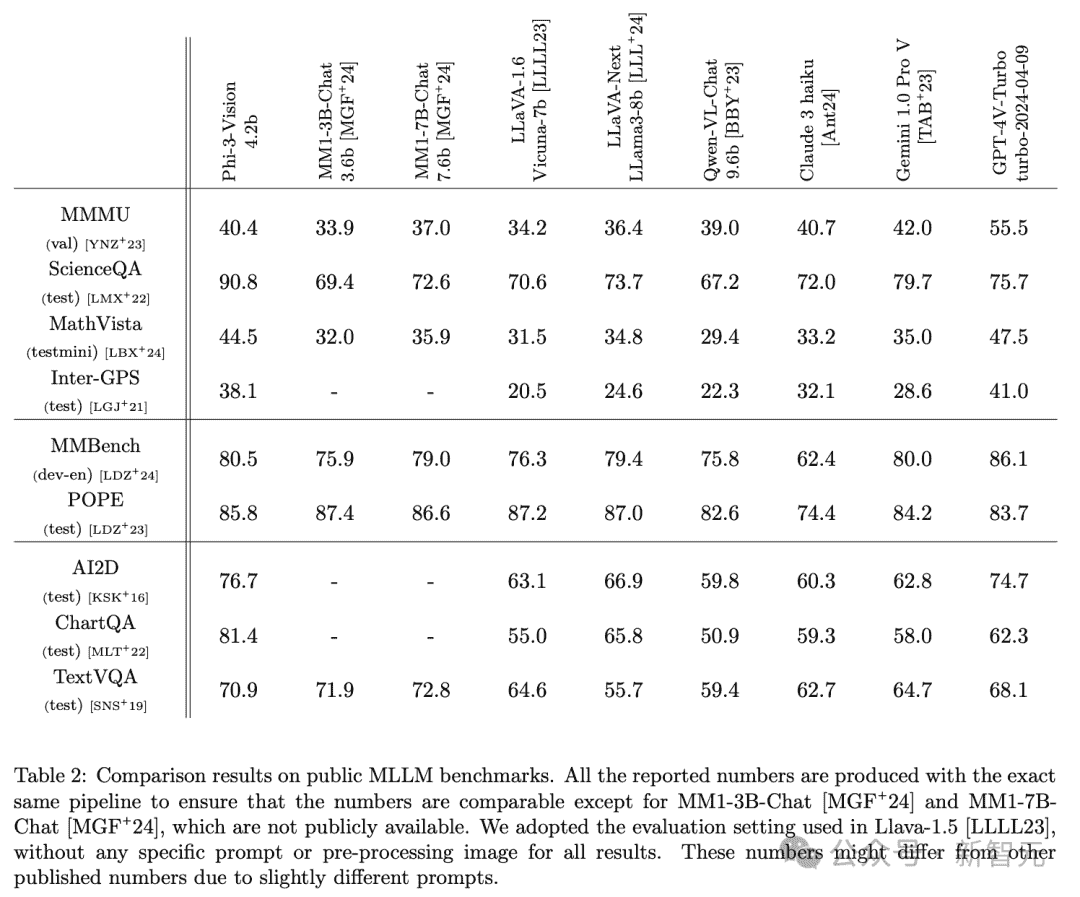 Phi-3-Vision
4.2b
MM1-3B-Chat
3.6b [MGF+24]
MM1-7B-Chat
7.6b [MGF+24]
LLaVA-1.6
Vicuna-7b [LLLL23]
LLaVA-Next
LLama3-8b [LLL+24]
Qwen-VL-Chat
9.6b [BBY+23]
Claude 3 haiku
[Ant24]
Gemini 1.0 Pro V
[TAB+23]
GPT-4V-Turbo
turbo-2024-04-09
MMMU
(val) [YNZ+23]
40.4 33.9 37.0 34.2 36.4 39.0 40.7 42.0 55.5
ScienceQA
(test) [LMX+22]
90.8 69.4 72.6 70.6 73.7 67.2 72.0 79.7 75.7
MathVista
(testmini) [LBX+24]
44.5 32.0 35.9 31.5 34.8 29.4 33.2 35.0 47.5
Inter-GPS
(test) [LGJ+21]
38.1 - - 20.5 24.6 22.3 32.1 28.6 41.0
MMBench
(dev-en) [LDZ+24]
80.5 75.9 79.0 76.3 79.4 75.8 62.4 80.0 86.1
POPE
(test) [LDZ+23]
85.8 87.4 86.6 87.2 87.0 82.6 74.4 84.2 83.7
AI2D
(test) [KSK+16]
76.7 - - 63.1 66.9 59.8 60.3 62.8 74.7
ChartQA
(test) [MLT+22]
81.4 - - 55.0 65.8 50.9 59.3 58.0 62.3
TextVQA
(test) [SNS+19]
70.9 71.9 72.8 64.6 55.7 59.4 62.7 64.7 68.1
Table 2: Comparison results on public MLLM benchmarks. All the reported numbers are produced with the exact
same pipeline to ensure that the numbers are comparable except for MM1-3B-Chat [MGF+24] and MM1-7B-
Chat [MGF+24], which are not publicly available. We adopted the evaluation setting used in Llava-1.5 [LLLL23],
without any specific prompt or pre-processing image for all results. These numbers might differ from other
published numbers due to slightly different prompts.
公众号 新智元